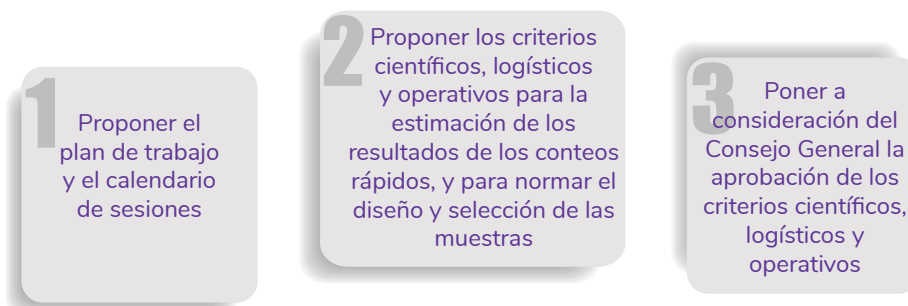 1
Proponer el
plan de trabajo
y el calendario
de sesiones
2
Proponer los criterios
científicos, logísticos
y operativos para la
estimación de los
resultados de los conteos
rápidos, y para normar el
diseño y selección de las
muestras
3
Poner a
consideración del
Consejo General la
aprobación de los
criterios científicos,
logísticos y
operativos